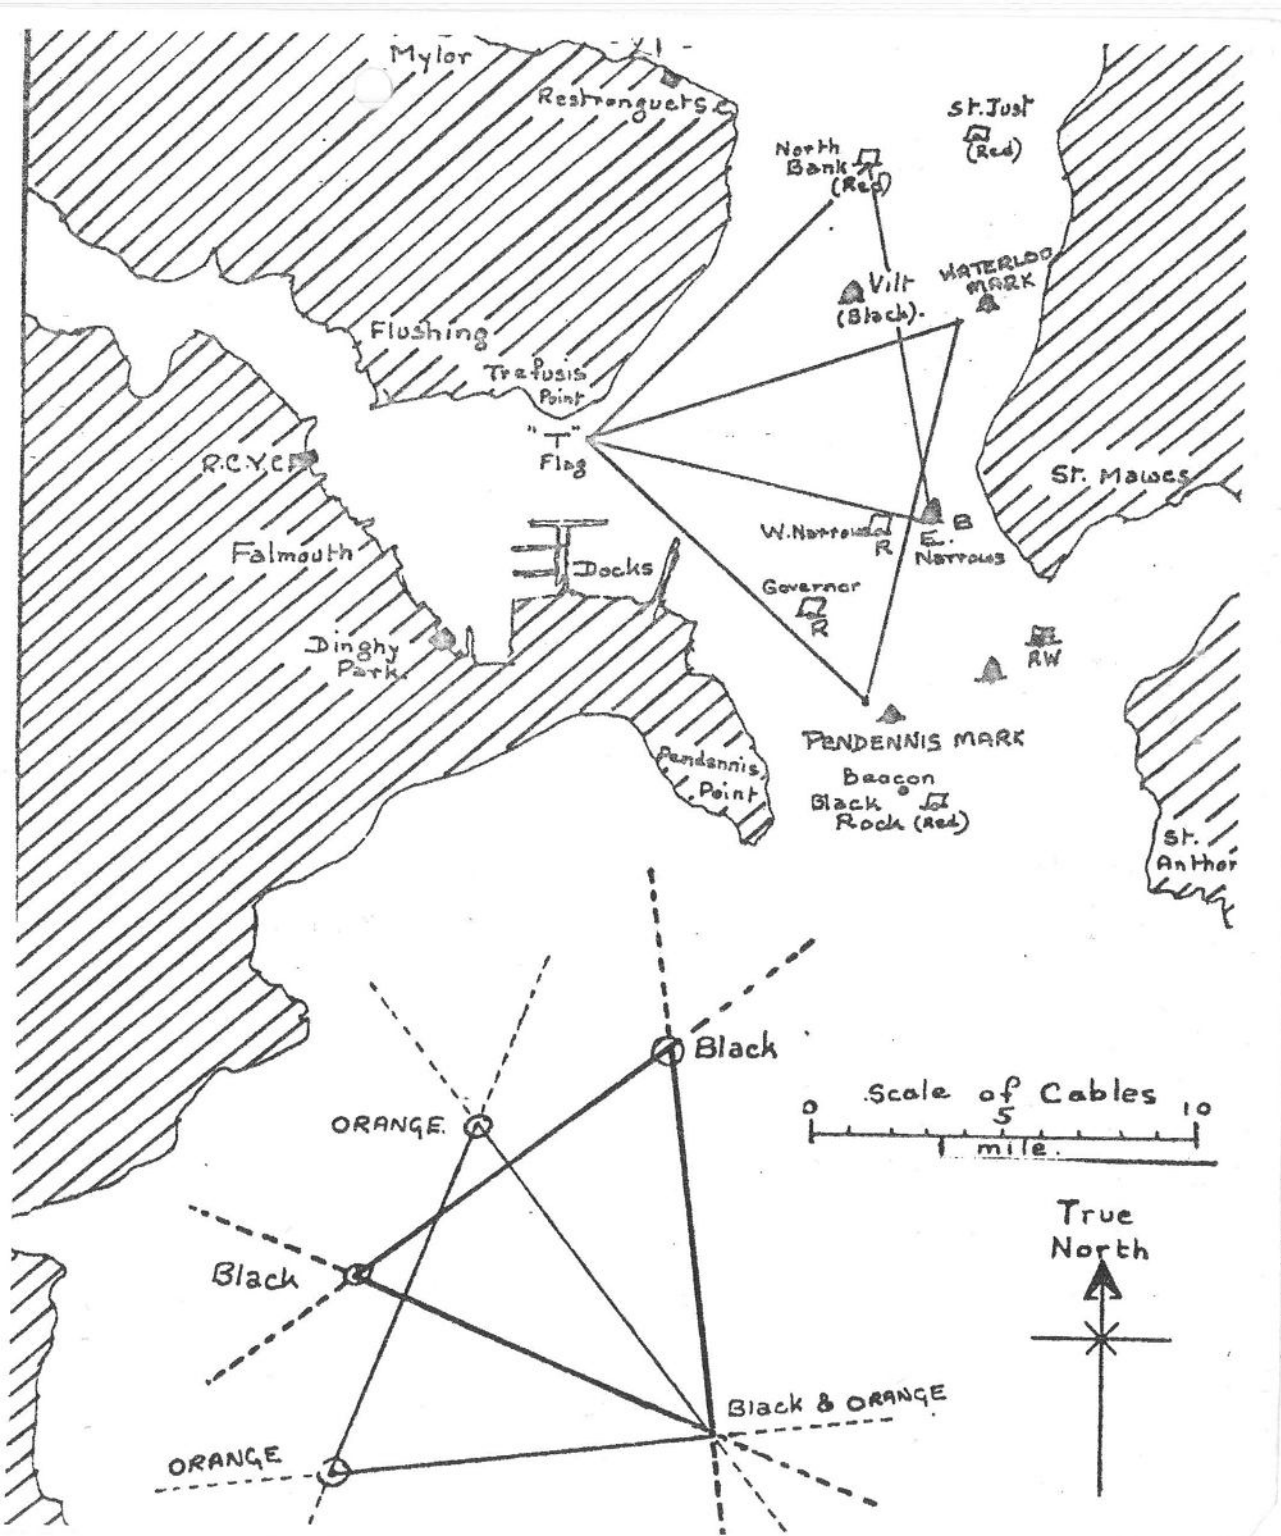 Mylor
Restronguet S.C
St. Just
(Red)
North
Bank
(Red)
WATERLOO
MARK
Vilt
(Black).
Flushing
Trefusis
Point
"T"
Flag
R.C.Y.C.
St. Mawes
W. Narrows
R
B
E.
Narrows
Falmouth
Docks
Governor
R
Dinghy
Park.
RW
PENDENNIS MARK
Pendennis
Point
Beacon
Black
Rock (Red)
St.
Anthor
Black
Scale of Cables
0 5 10
1 mile.
ORANGE.
True
North
Black
Black & ORANGE
ORANGE